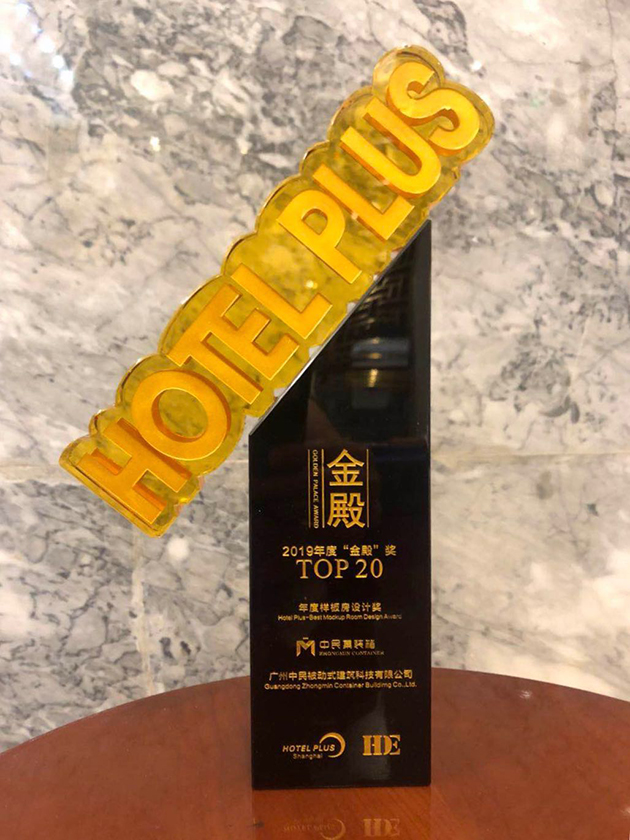 HOTEL PLUS
金殿
GOLDEN PALACE AWARD
2019年度“金殿”奖
TOP 20
年度样板房设计奖
Hotel Plus-Best Mockup Room Design Award
中民集装箱
ZHONGMIN CONTAINER
广州中民被动式建筑科技有限公司
Guangdong Zhongmin Container Building Co.,Ltd.
HOTEL PLUS
Shanghai
HDE